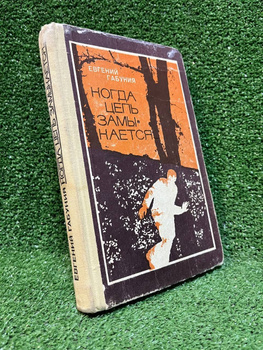 ЕВГЕНИЙ
ГАБУНИЯ
КОГДА
ЦЕПЬ
ЗАМЫ-
КАЕТСЯ
ЕВГЕНИЙ ГАБУНИЯ КОГДА ЦЕПЬ ЗАМЫКАЕТСЯ